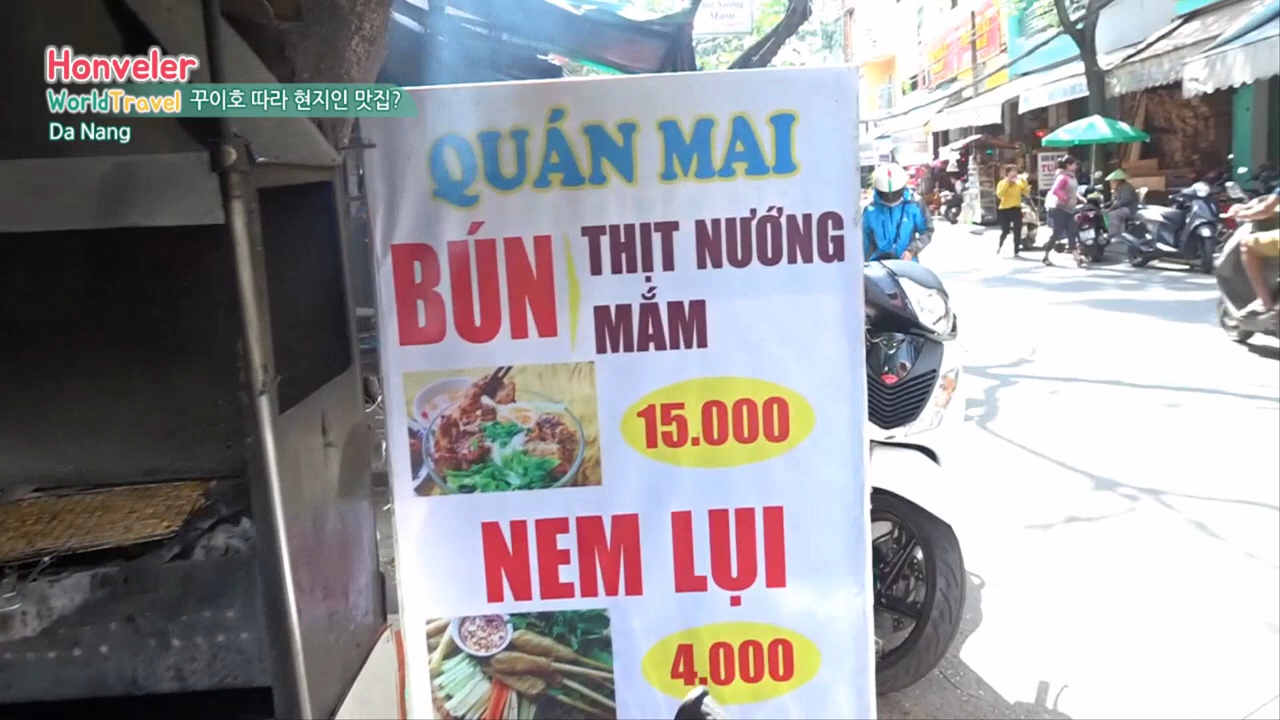 Honveler
WorldTravel 꾸이호 따라 현지인 맛집?
Da Nang
QUÁN MAI
BÚN
THỊT NƯỚNG
MẮM
15.000
NEM LỤI
4.000